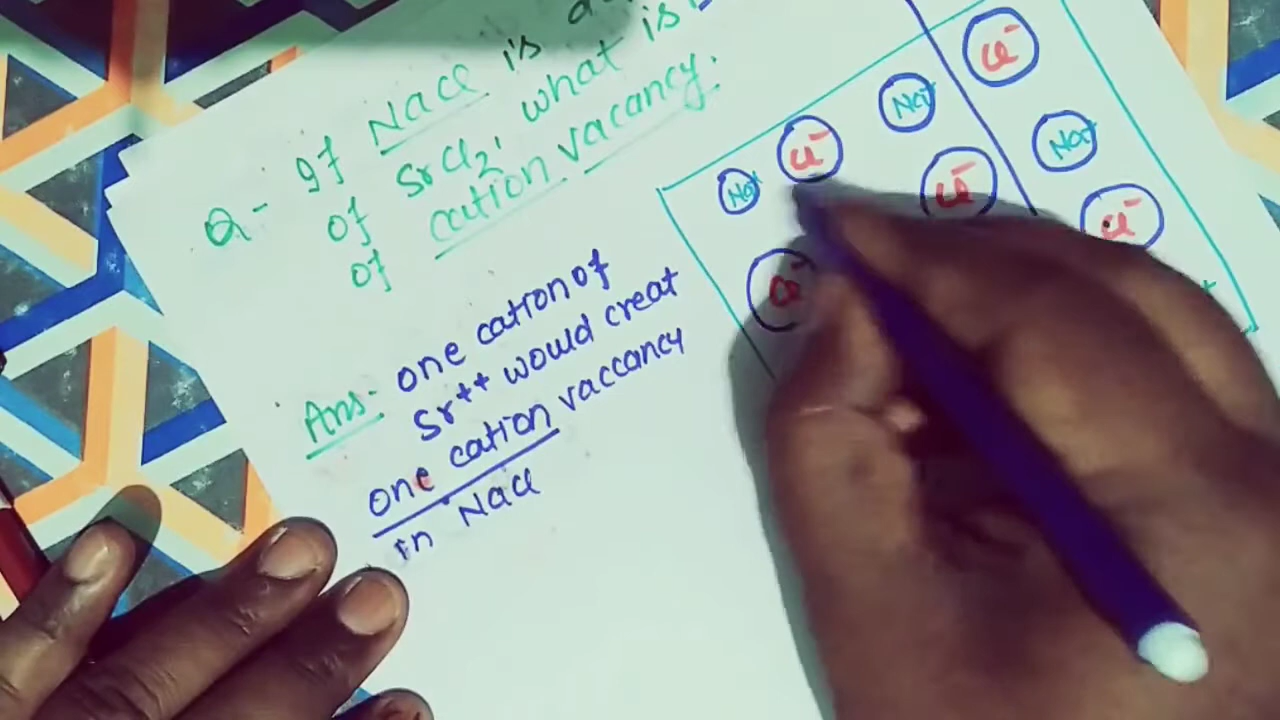 Q- If NaCl is
of SrCl2, what is
of cation vacancy.
Ans- one cation of
Sr++ would creat
one cation vaccancy
in NaCl
Cl-
Na+
Cl-
Na+
Na+
Cl-
Cl-
Cl-